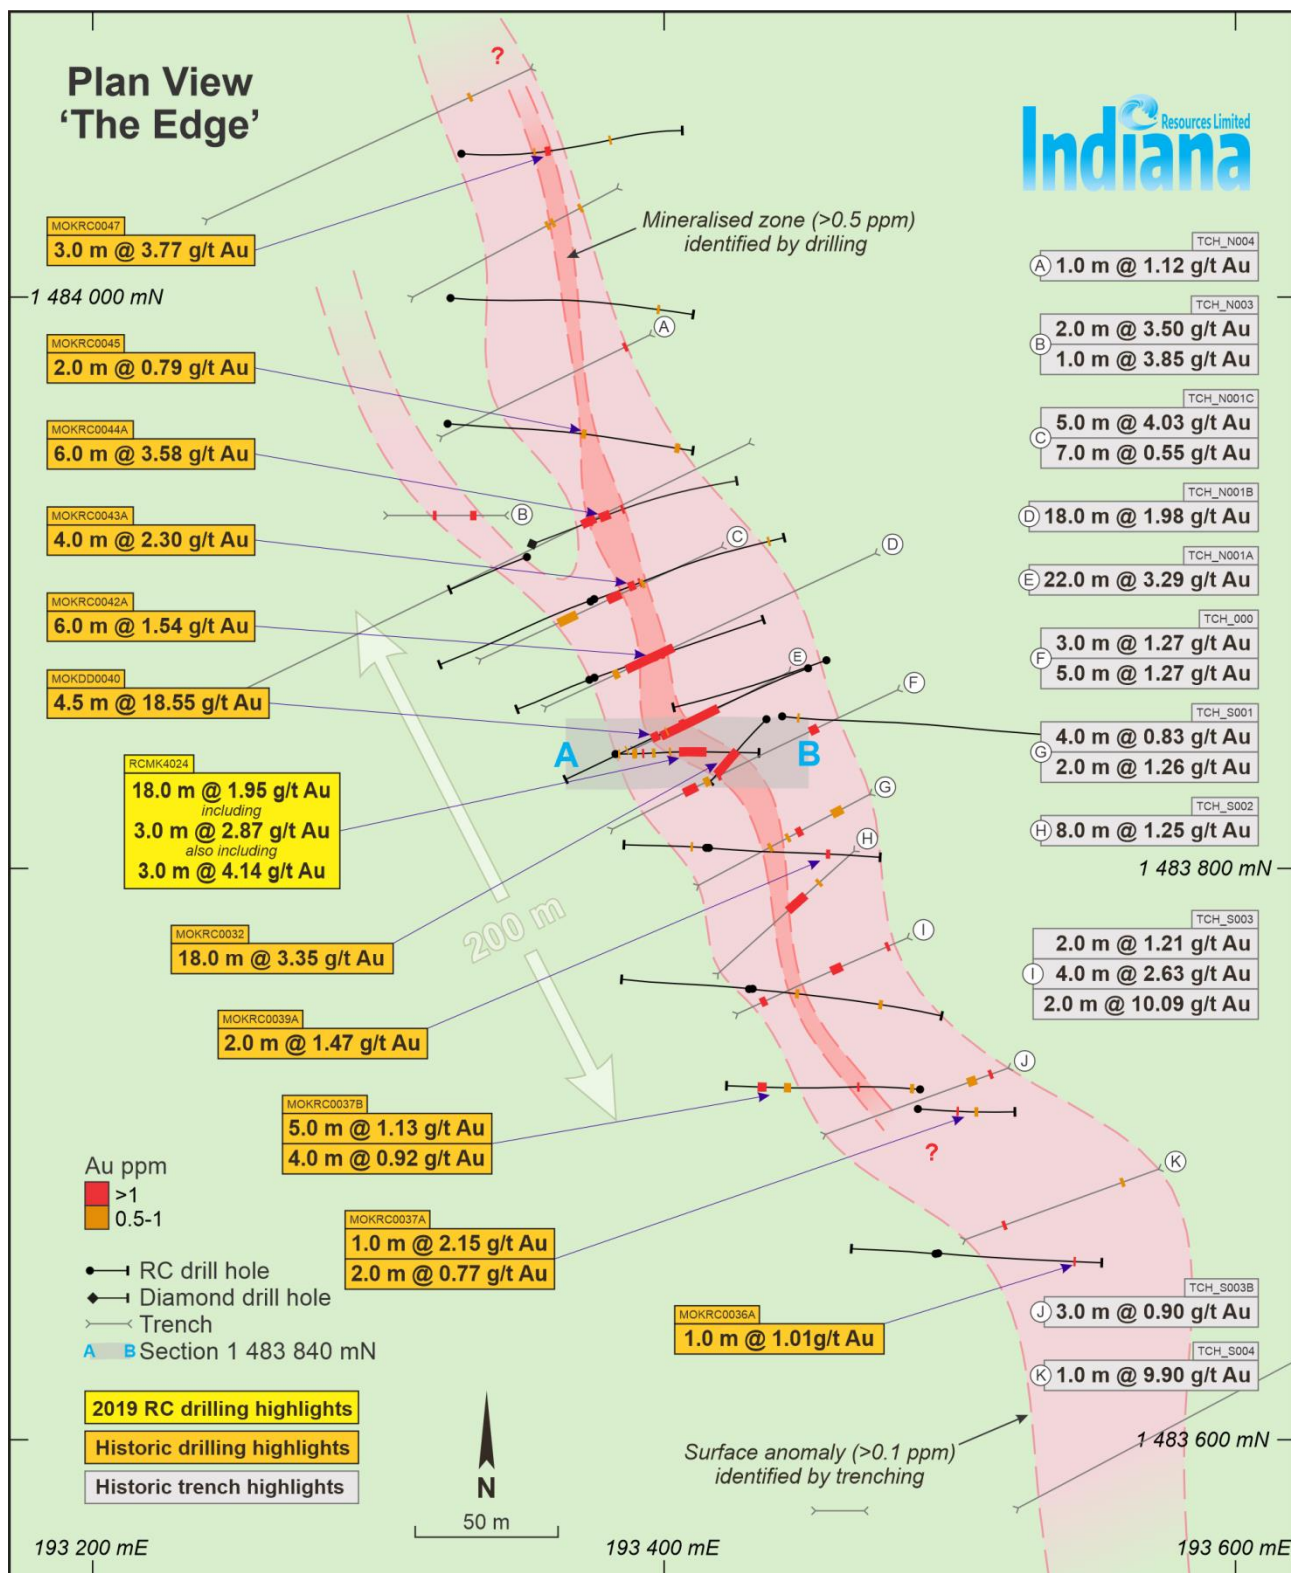 Plan View
'The Edge'
Indiana
Resources Limited
?
Mineralised zone (>0.5 ppm)
identified by drilling
MOKRC0047
3.0 m @ 3.77 g/t Au
1 484 000 mN
MOKRC0045
2.0 m @ 0.79 g/t Au
MOKRC0044A
6.0 m @ 3.58 g/t Au
MOKRC0043A
4.0 m @ 2.30 g/t Au
MOKRC0042A
6.0 m @ 1.54 g/t Au
MOKDD0040
4.5 m @ 18.55 g/t Au
RCMK4024
18.0 m @ 1.95 g/t Au
including
3.0 m @ 2.87 g/t Au
also including
3.0 m @ 4.14 g/t Au
MOKRC0032
18.0 m @ 3.35 g/t Au
MOKRC0039A
2.0 m @ 1.47 g/t Au
MOKRC0037B
5.0 m @ 1.13 g/t Au
4.0 m @ 0.92 g/t Au
MOKRC0037A
1.0 m @ 2.15 g/t Au
2.0 m @ 0.77 g/t Au
MOKRC0036A
1.0 m @ 1.01g/t Au
A
B
C
D
E
F
A
B
G
H
I
J
K
200 m
?
TCH_N004
A 1.0 m @ 1.12 g/t Au
TCH_N003
B
2.0 m @ 3.50 g/t Au
1.0 m @ 3.85 g/t Au
TCH_N001C
C
5.0 m @ 4.03 g/t Au
7.0 m @ 0.55 g/t Au
TCH_N001B
D 18.0 m @ 1.98 g/t Au
TCH_N001A
E 22.0 m @ 3.29 g/t Au
TCH_000
F
3.0 m @ 1.27 g/t Au
5.0 m @ 1.27 g/t Au
TCH_S001
G
4.0 m @ 0.83 g/t Au
2.0 m @ 1.26 g/t Au
TCH_S002
H 8.0 m @ 1.25 g/t Au
1 483 800 mN
TCH_S003
I
2.0 m @ 1.21 g/t Au
4.0 m @ 2.63 g/t Au
2.0 m @ 10.09 g/t Au
TCH_S003B
J 3.0 m @ 0.90 g/t Au
TCH_S004
K 1.0 m @ 9.90 g/t Au
1 483 600 mN
Au ppm
>1
0.5-1
RC drill hole
Diamond drill hole
Trench
A B Section 1 483 840 mN
2019 RC drilling highlights
Historic drilling highlights
Historic trench highlights
N
50 m
Surface anomaly (>0.1 ppm)
identified by trenching
193 200 mE
193 400 mE
193 600 mE